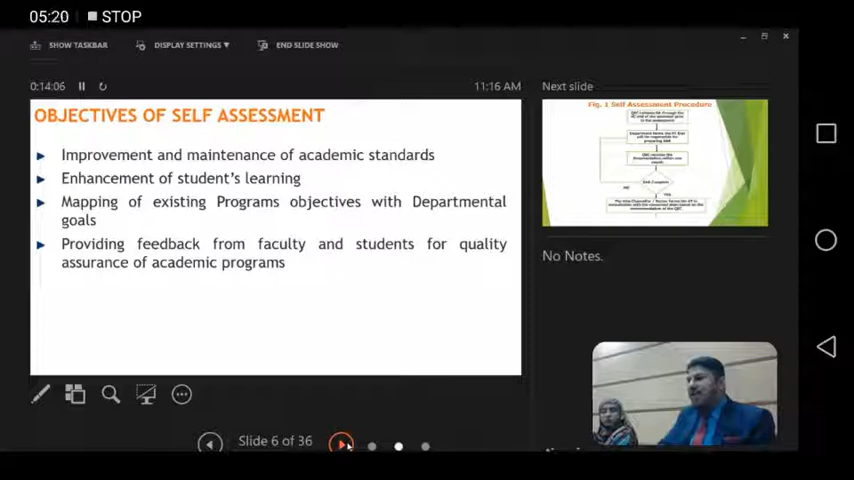 05:20 STOP
SHOW TASKBAR DISPLAY SETTINGS ▼ END SLIDE SHOW
0:14:06 11:16 AM
OBJECTIVES OF SELF ASSESSMENT
Improvement and maintenance of academic standards
Enhancement of student's learning
Mapping of existing Programs objectives with Departmental
goals
Providing feedback from faculty and students for quality
assurance of academic programs
Slide 6 of 36
Next slide
Fig. 1 Self Assessment Procedure
NO
YES
No Notes.